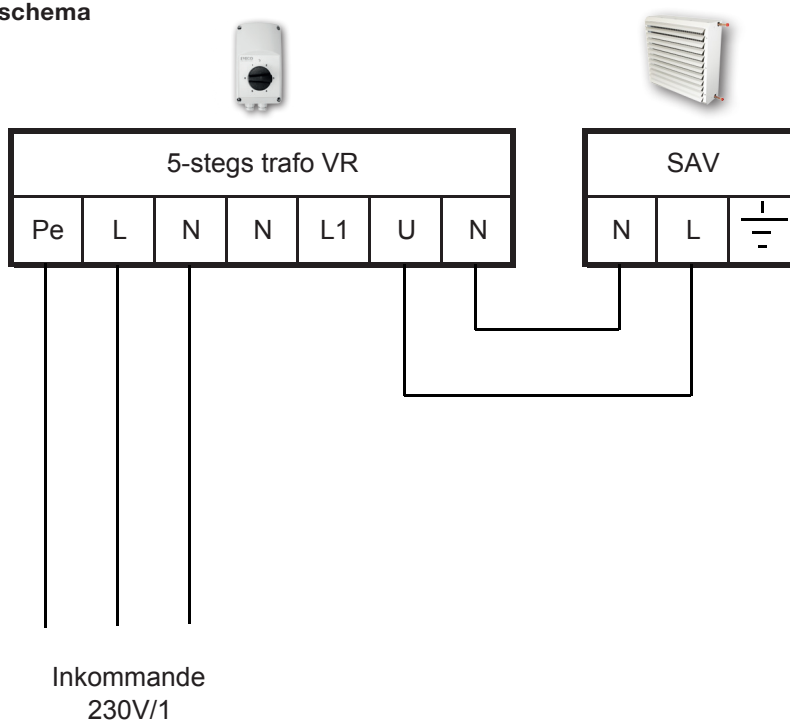 schema
5-stegs trafo VR
SAV
Pe L N N L1 U N
N L
Inkommande
230V/1